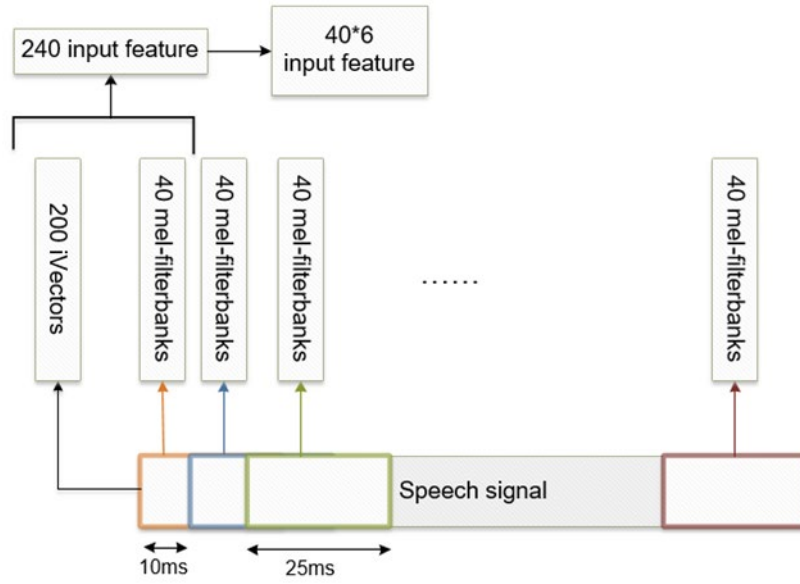 240 input feature
40*6
input feature
200 iVectors
40 mel-filterbanks
40 mel-filterbanks
40 mel-filterbanks
......
40 mel-filterbanks
Speech signal
10ms
25ms